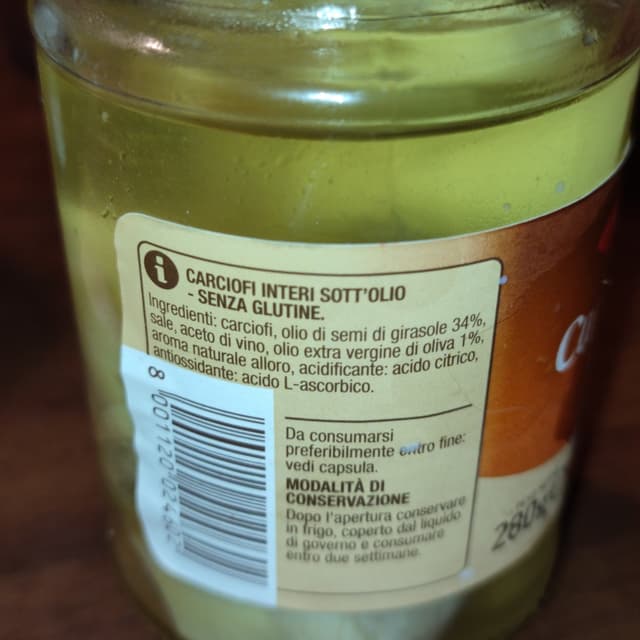 i
CARCIOFI INTERI SOTT'OLIO
- SENZA GLUTINE.
Ingredienti: carciofi, olio di semi di girasole 34%,
sale, aceto di vino, olio extra vergine di oliva 1%,
aroma naturale alloro, acidificante: acido citrico,
antiossidante: acido L-ascorbico.
Da consumarsi
preferibilmente entro fine:
vedi capsula.
MODALITÀ DI
CONSERVAZIONE
Dopo l'apertura conservare
in frigo, coperto dal liquido
di governo e consumare
entro due settimane.